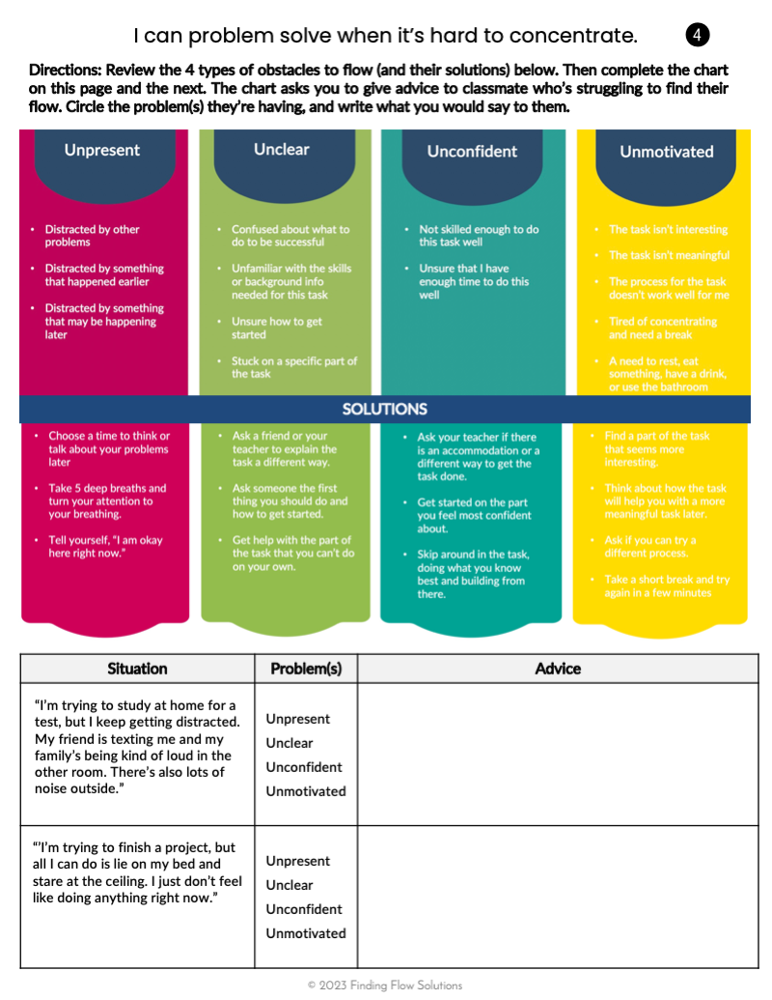 I can problem solve when it's hard to concentrate.
4
Directions: Review the 4 types of obstacles to flow (and their solutions) below. Then complete the chart
on this page and the next. The chart asks you to give advice to classmate who's struggling to find their
flow. Circle the problem(s) they're having, and write what you would say to them.
Unpresent
• Distracted by other
problems
• Distracted by something
that happened earlier
• Distracted by something
that may be happening
later
Unclear
• Confused about what to
do to be successful
• Unfamiliar with the skills
or background info
needed for this task
• Unsure how to get
started
• Stuck on a specific part of
the task
Unconfident
• Not skilled enough to do
this task well
• Unsure that I have
enough time to do this
well
Unmotivated
• The task isn't interesting
• The task isn't meaningful
• The process for the task
doesn't work well for me
• Tired of concentrating
and need a break
• A need to rest, eat
something, have a drink,
or use the bathroom
SOLUTIONS
• Choose a time to think or
talk about your problems
later
• Take 5 deep breaths and
turn your attention to
your breathing.
• Tell yourself, "I am okay
here right now."
• Ask a friend or your
teacher to explain the
task a different way.
• Ask someone the first
thing you should do and
how to get started.
• Get help with the part of
the task that you can't do
on your own.
• Ask your teacher if there
is an accommodation or a
different way to get the
task done.
• Get started on the part
you feel most confident
about.
• Skip around in the task,
doing what you know
best and building from
there.
• Find a part of the task
that seems more
interesting.
• Think about how the task
will help you with a more
meaningful task later.
• Ask if you can try a
different process.
• Take a short break and try
again in a few minutes
Situation
Problem(s)
Advice
"I'm trying to study at home for a
test, but I keep getting distracted.
My friend is texting me and my
family's being kind of loud in the
other room. There's also lots of
noise outside."
Unpresent
Unclear
Unconfident
Unmotivated
"'I'm trying to finish a project, but
all I can do is lie on my bed and
stare at the ceiling. I just don't feel
like doing anything right now."
Unpresent
Unclear
Unconfident
Unmotivated
© 2023 Finding Flow Solutions